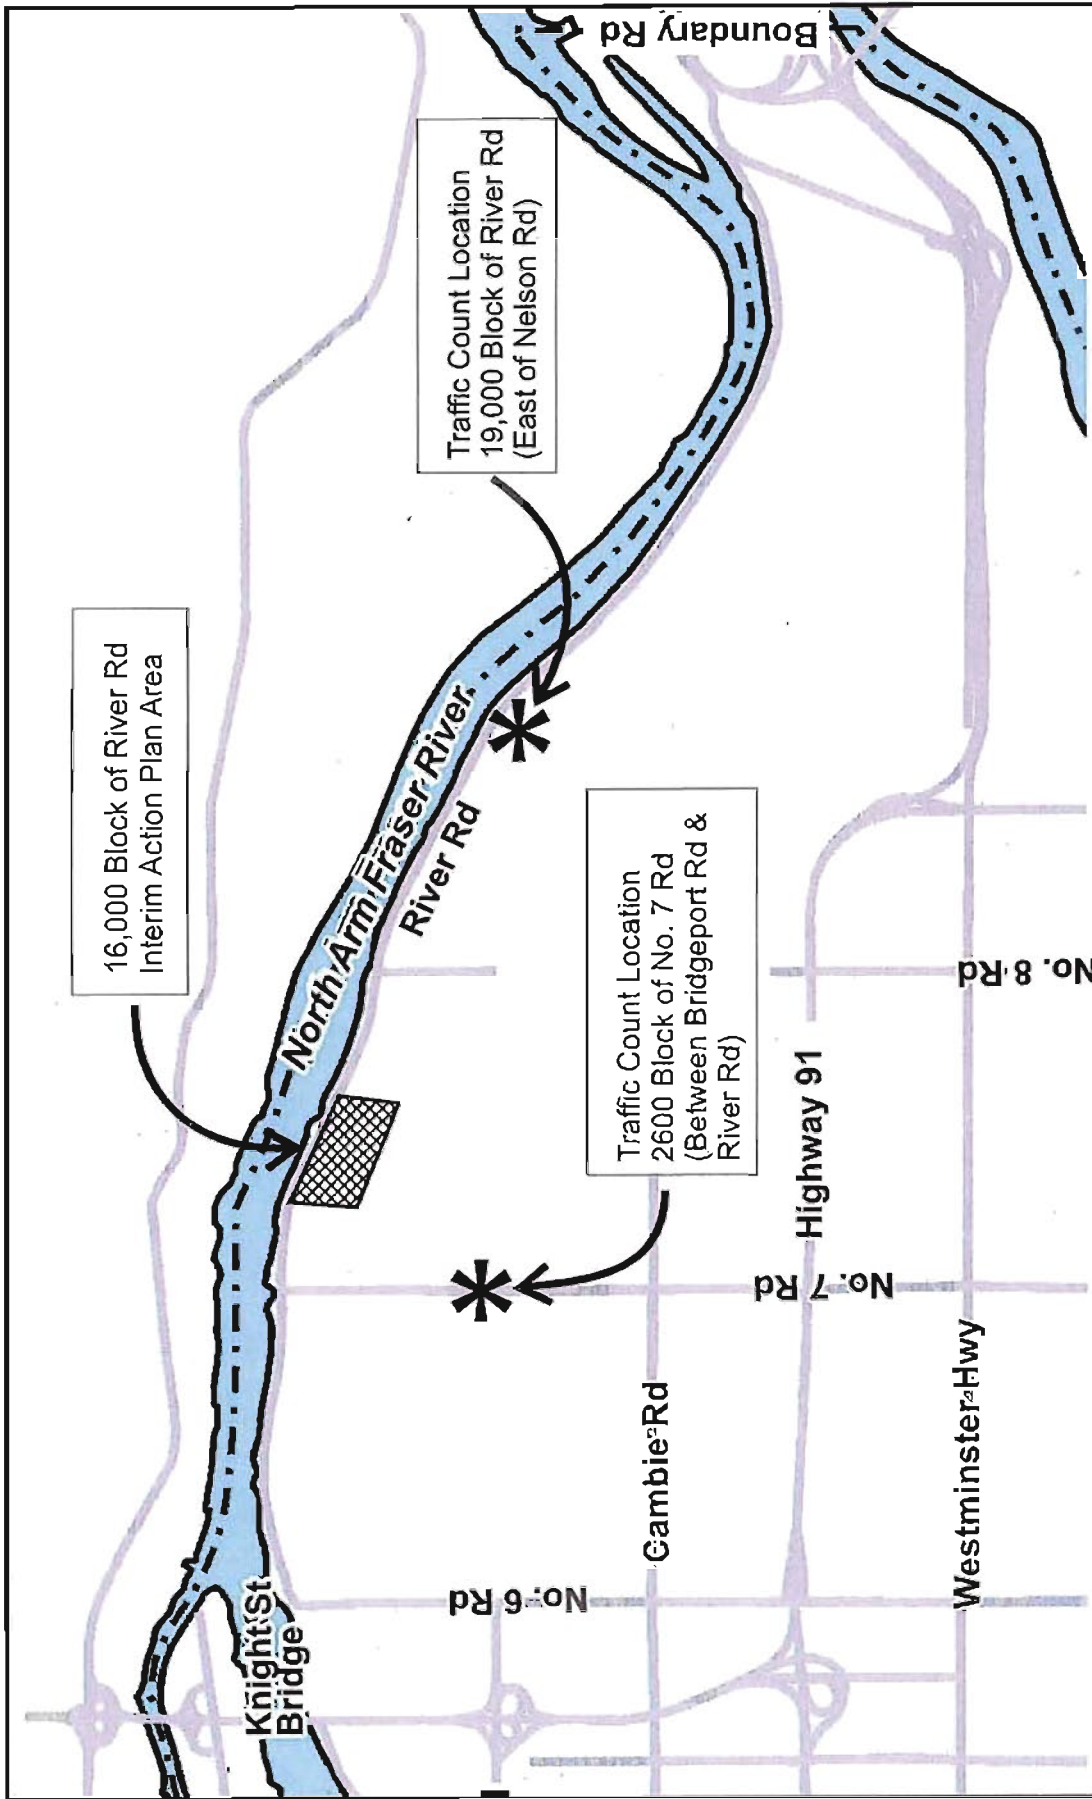 16,000 Block of River Rd
Interim Action Plan Area
Traffic Count Location
19,000 Block of River Rd
(East of Nelson Rd)
Boundary Rd
North Arm Fraser River
River Rd
Knight St
Bridge
Traffic Count Location
2600 Block of No. 7 Rd
(Between Bridgeport Rd &
River Rd)
No. 6 Rd
Cambie Rd
No. 7 Rd
Highway 91
No. 8 Rd
Westminster Hwy